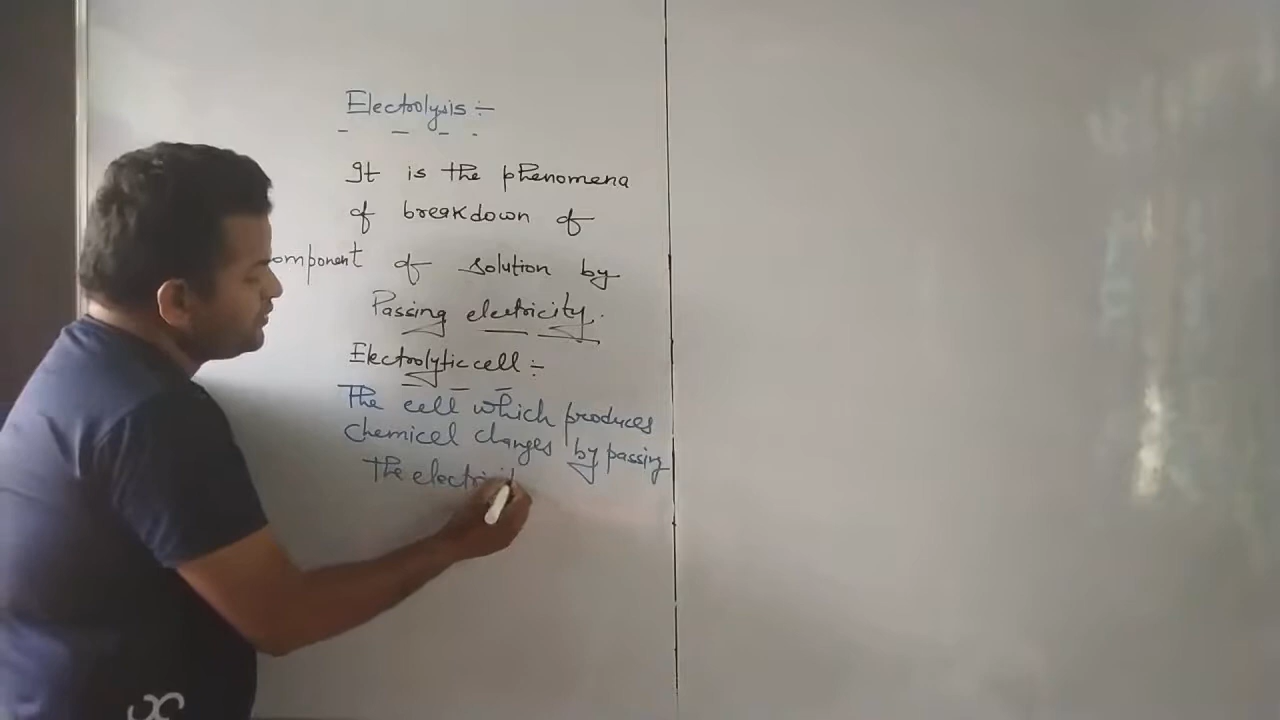 Electrolysis :-
It is the phenomena
of breakdown of
omponent of solution by
Passing electricity.
Electrolytic cell :-
The cell which produces
chemical changes by passing
the electri